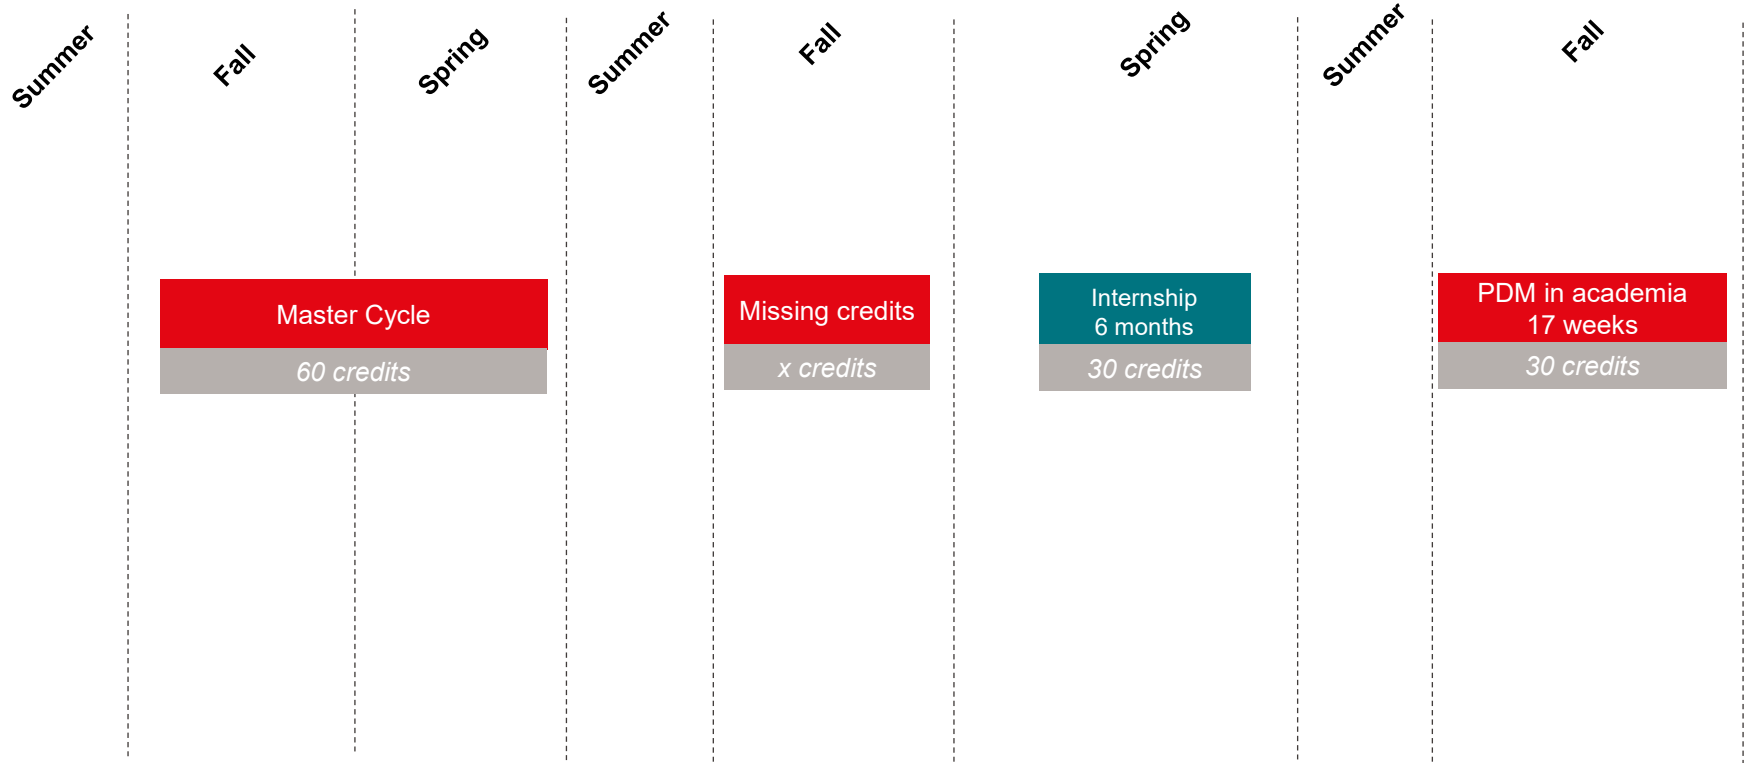 Summer
Fall
Spring
Summer
Fall
Spring
Summer
Fall
Master Cycle
60 credits
Missing credits
x credits
Internship
6 months
30 credits
PDM in academia
17 weeks
30 credits